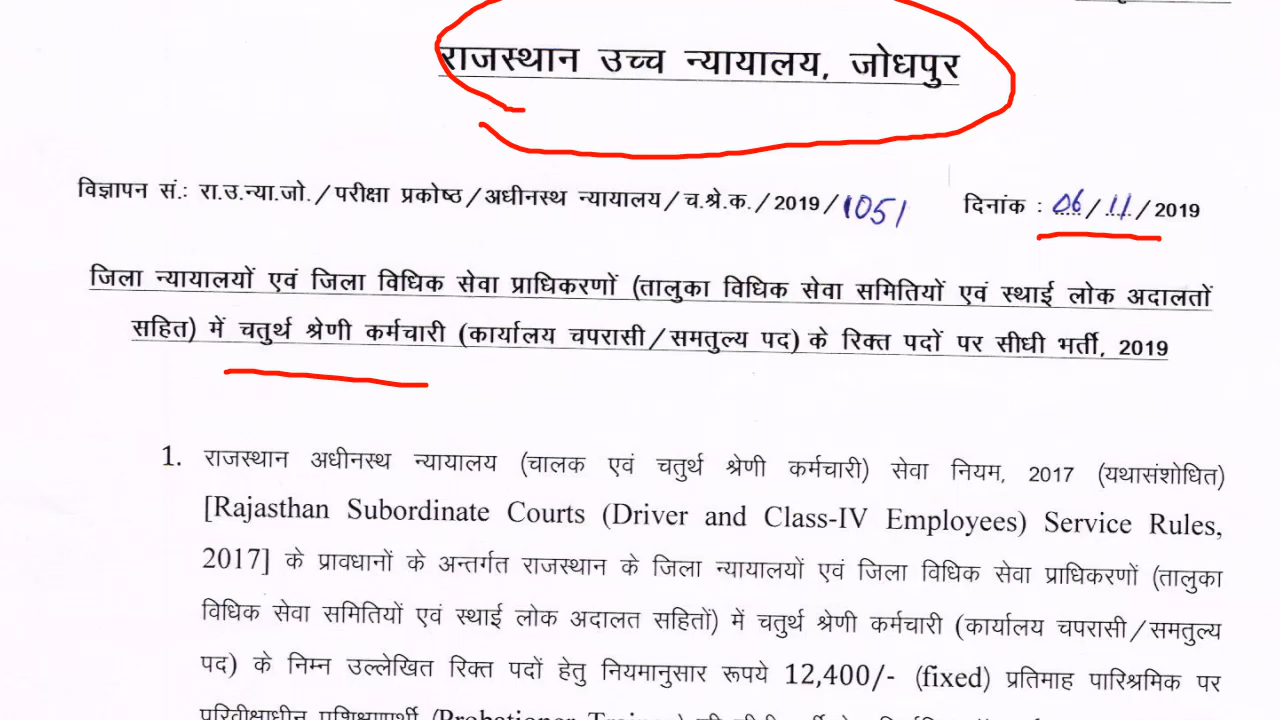 राजस्थान उच्च न्यायालय, जोधपुर
विज्ञापन सं.: रा.उ.न्या.जो./परीक्षा प्रकोष्ठ/अधीनस्थ न्यायालय/च.श्रे.क./2019/1051 दिनांक : 06/11/2019
जिला न्यायालयों एवं जिला विधिक सेवा प्राधिकरणों (तालुका विधिक सेवा समितियों एवं स्थाई लोक अदालतों
सहित) में चतुर्थ श्रेणी कर्मचारी (कार्यालय चपरासी/समतुल्य पद) के रिक्त पदों पर सीधी भर्ती, 2019
1. राजस्थान अधीनस्थ न्यायालय (चालक एवं चतुर्थ श्रेणी कर्मचारी) सेवा नियम, 2017 (यथासंशोधित)
[Rajasthan Subordinate Courts (Driver and Class-IV Employees) Service Rules,
2017] के प्रावधानों के अन्तर्गत राजस्थान के जिला न्यायालयों एवं जिला विधिक सेवा प्राधिकरणों (तालुका
विधिक सेवा समितियों एवं स्थाई लोक अदालत सहितों) में चतुर्थ श्रेणी कर्मचारी (कार्यालय चपरासी/समतुल्य
पद) के निम्न उल्लेखित रिक्त पदों हेतु नियमानुसार रूपये 12,400/- (fixed) प्रतिमाह पारिश्रमिक पर